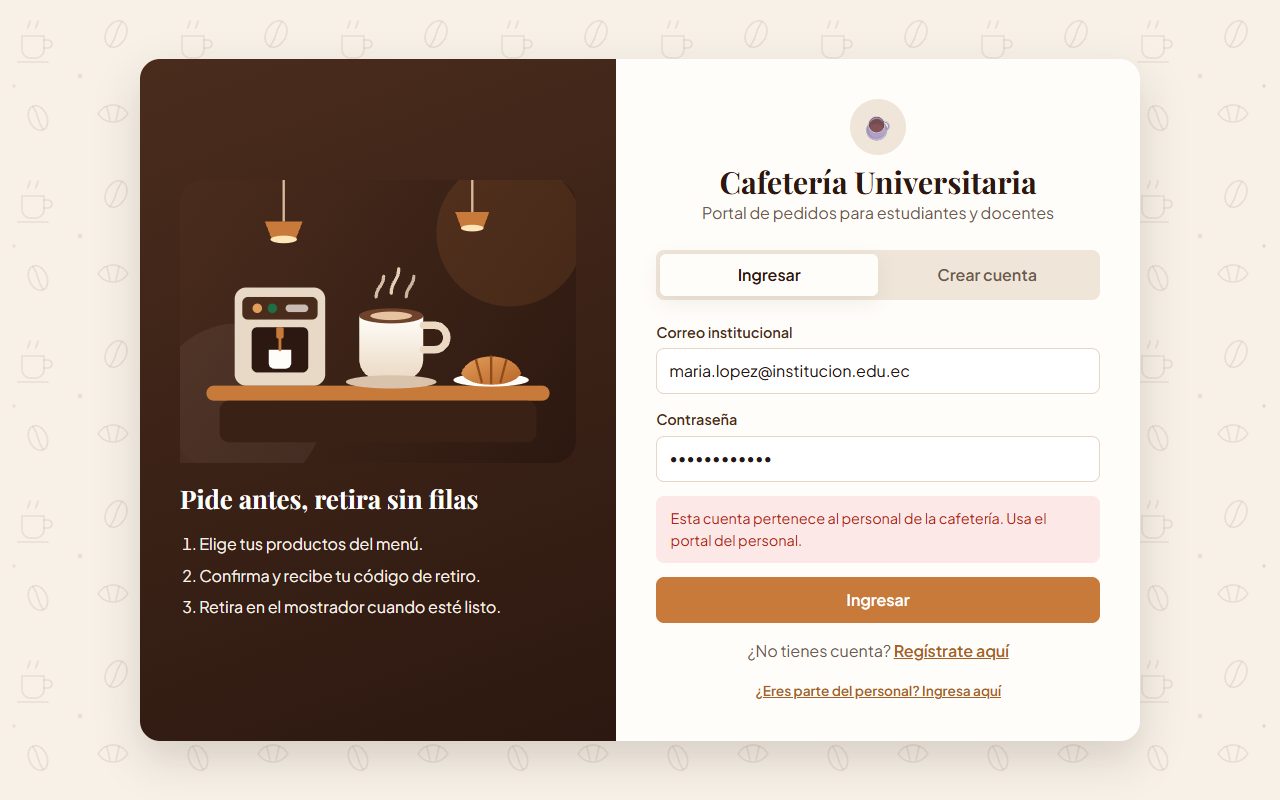 Pide antes, retira sin filas
1. Elige tus productos del menú.
2. Confirma y recibe tu código de retiro.
3. Retira en el mostrador cuando esté listo.
Cafetería Universitaria
Portal de pedidos para estudiantes y docentes
Ingresar
Crear cuenta
Correo institucional
maria.lopez@institucion.edu.ec
Contraseña
••••••••••••
Esta cuenta pertenece al personal de la cafetería. Usa el
portal del personal.
Ingresar
¿No tienes cuenta? Regístrate aquí
¿Eres parte del personal? Ingresa aquí